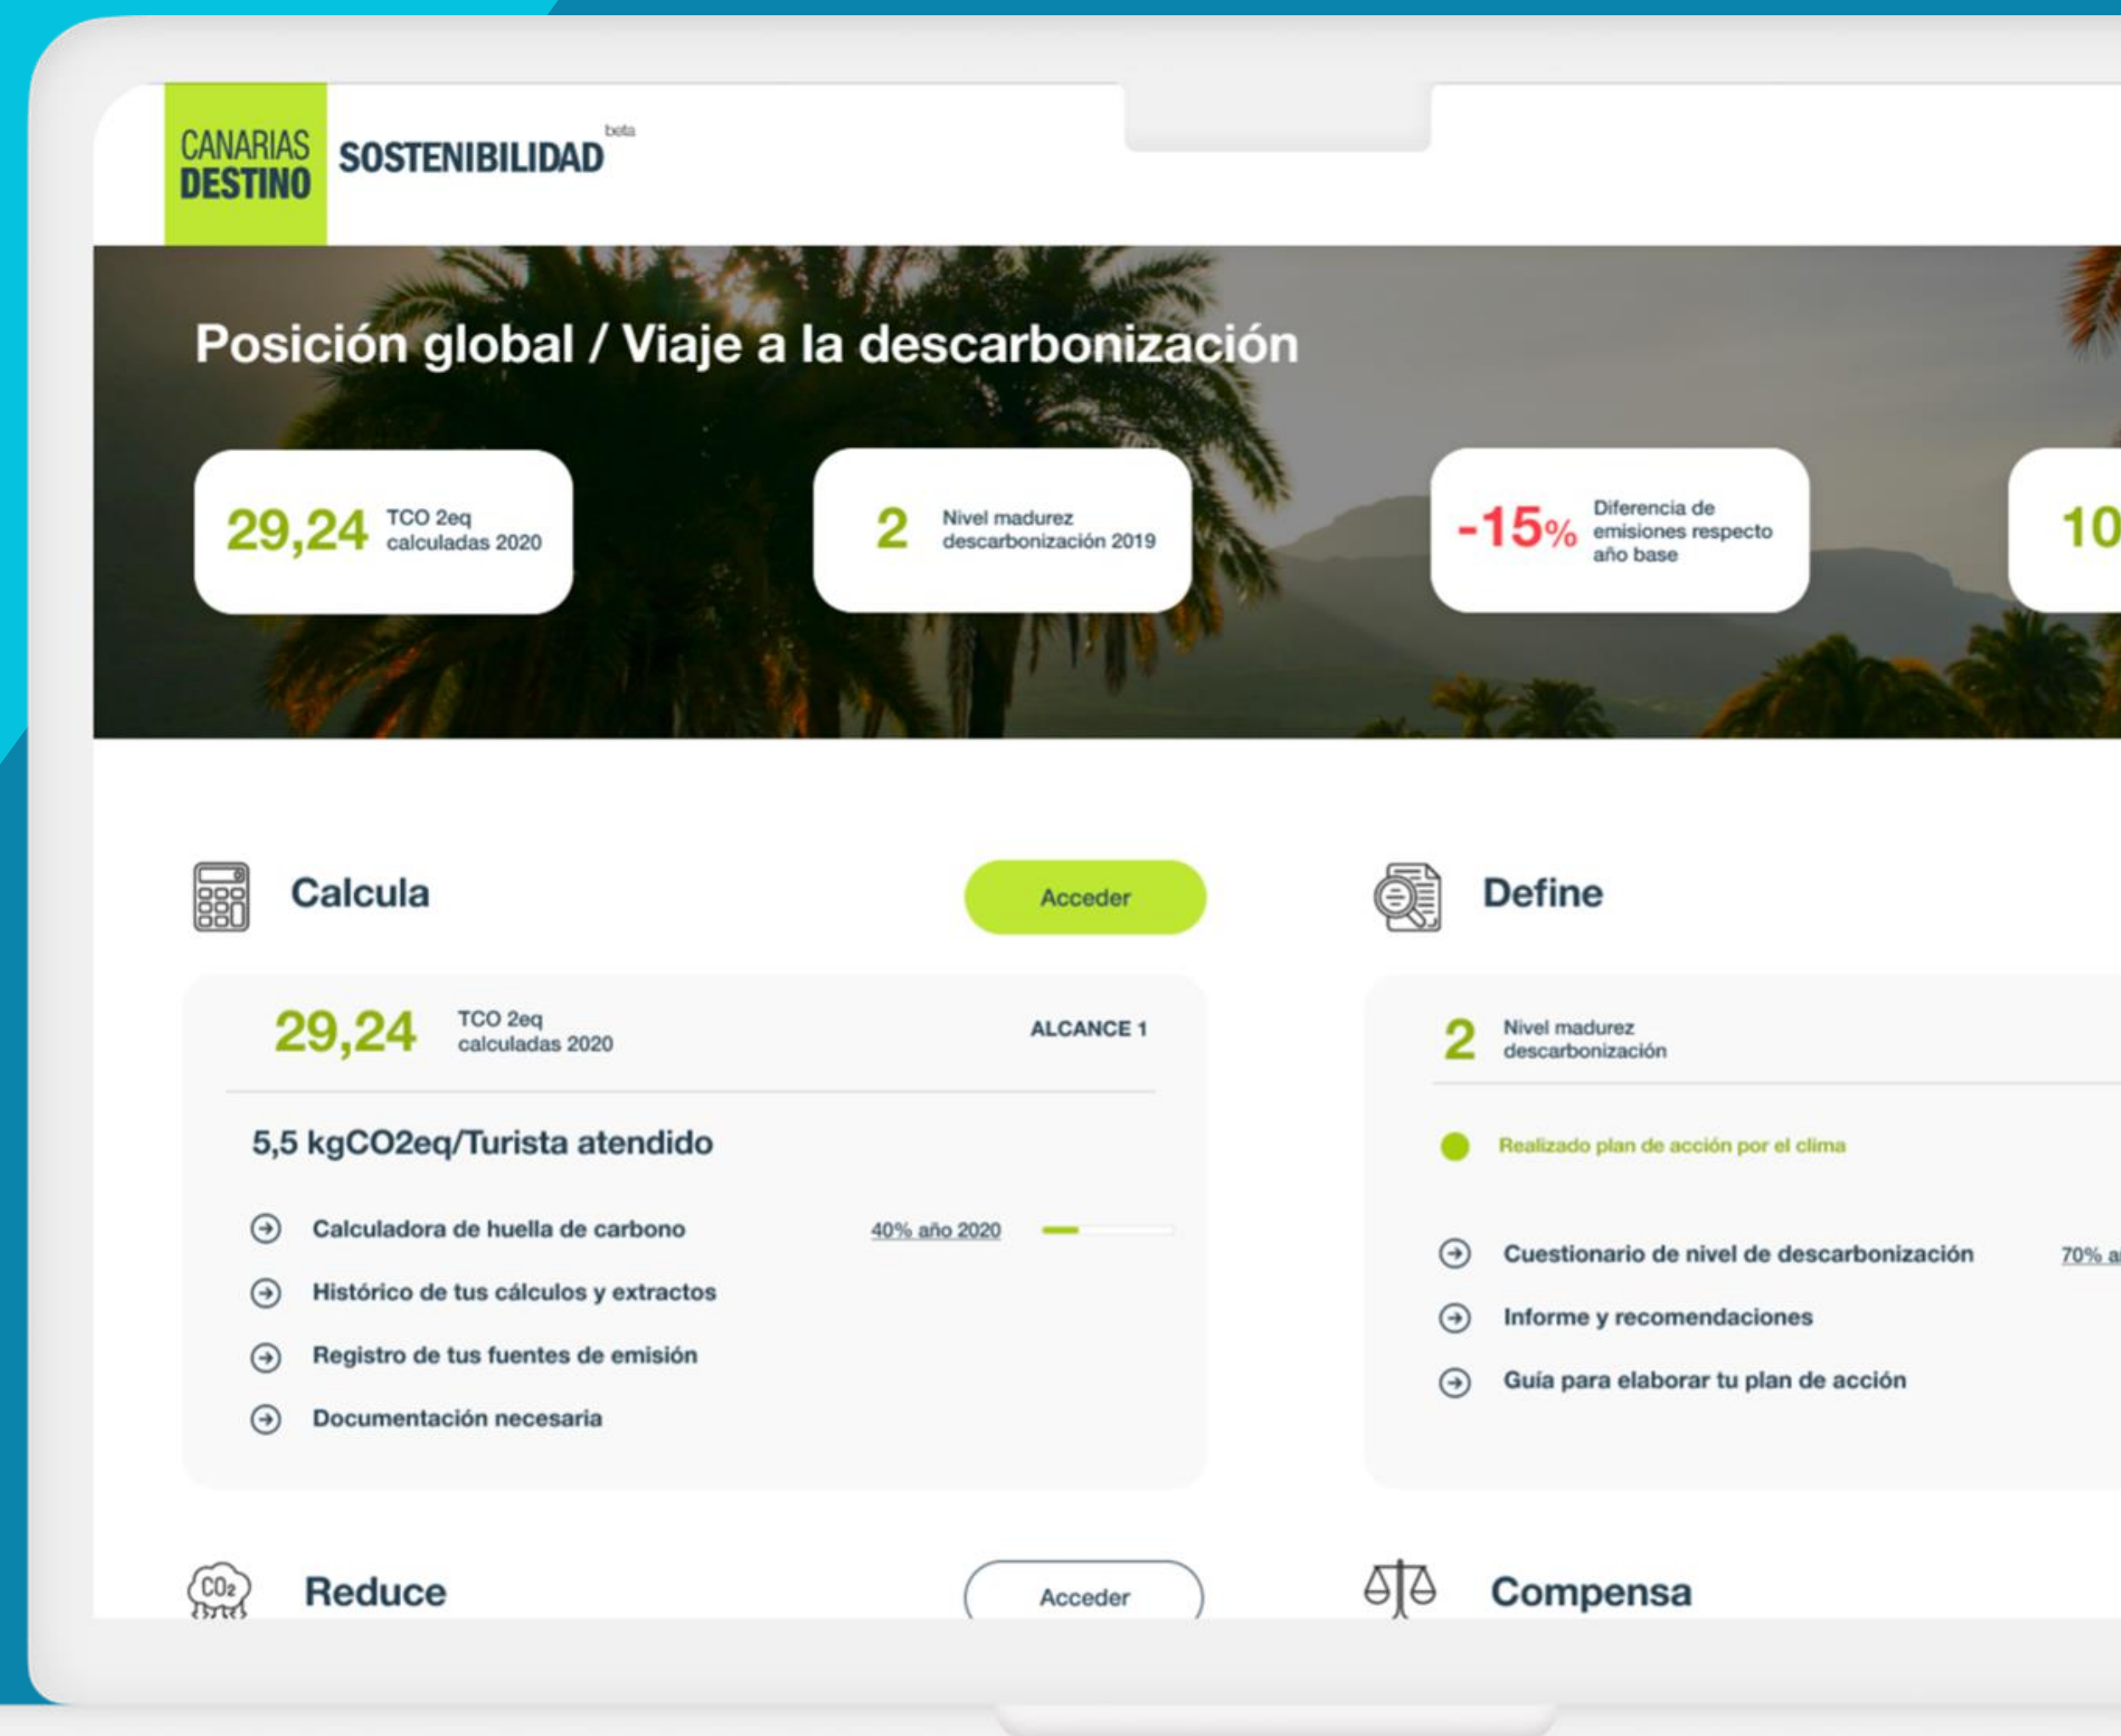 CANARIAS
DESTINO
SOSTENIBILIDAD beta
Posición global / Viaje a la descarbonización
29,24 TCO 2eq
calculadas 2020
2 Nivel madurez
descarbonización 2019
-15% Diferencia de
emisiones respecto
año base
10
Calcula
Acceder
29,24 TCO 2eq
calculadas 2020
ALCANCE 1
5,5 kgCO2eq/Turista atendido
Calculadora de huella de carbono 40% año 2020
Histórico de tus cálculos y extractos
Registro de tus fuentes de emisión
Documentación necesaria
Define
2 Nivel madurez
descarbonización
Realizado plan de acción por el clima
Cuestionario de nivel de descarbonización 70%
Informe y recomendaciones
Guía para elaborar tu plan de acción
CO₂
Reduce
Acceder
Compensa